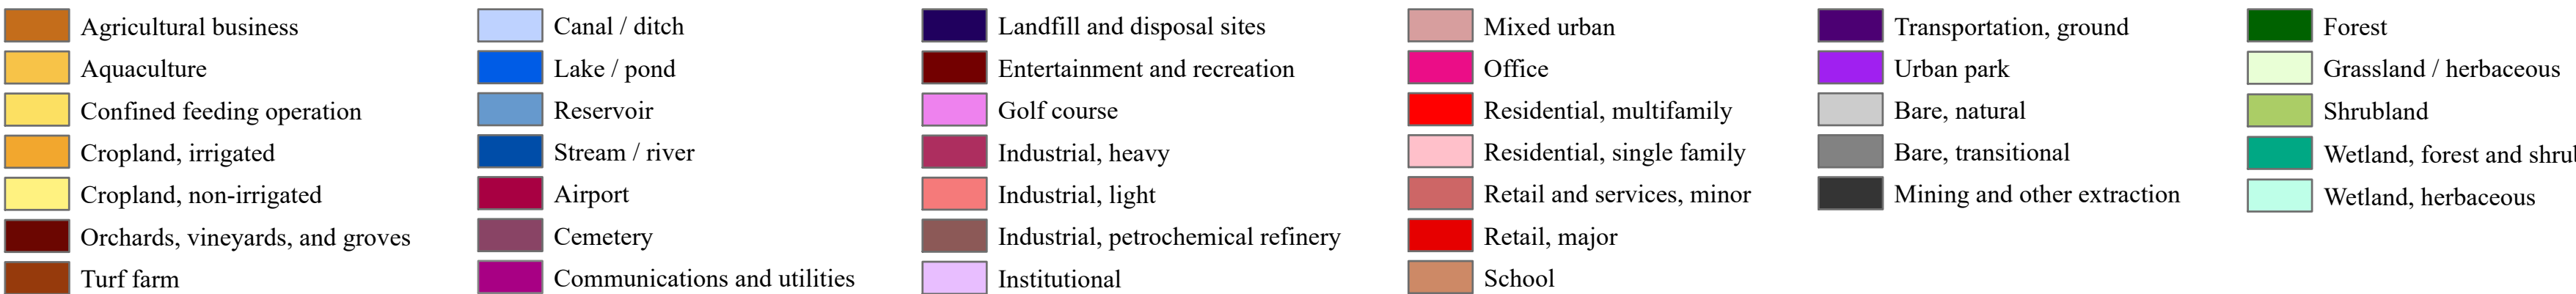 Agricultural business
Aquaculture
Confined feeding operation
Cropland, irrigated
Cropland, non-irrigated
Orchards, vineyards, and groves
Turf farm
Canal / ditch
Lake / pond
Reservoir
Stream / river
Airport
Cemetery
Communications and utilities
Landfill and disposal sites
Entertainment and recreation
Golf course
Industrial, heavy
Industrial, light
Industrial, petrochemical refinery
Institutional
Mixed urban
Office
Residential, multifamily
Residential, single family
Retail and services, minor
Retail, major
School
Transportation, ground
Urban park
Bare, natural
Bare, transitional
Mining and other extraction
Forest
Grassland / herbaceous
Shrubland
Wetland, forest and
Wetland, herbaceous